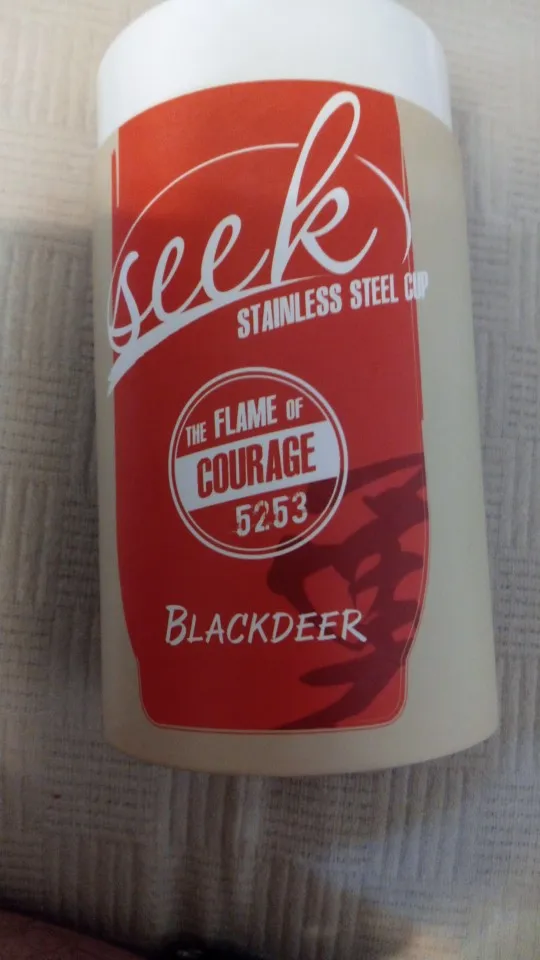 seek
STAINLESS STEEL CUP
THE FLAME OF
COURAGE
5253
BLACKDEER